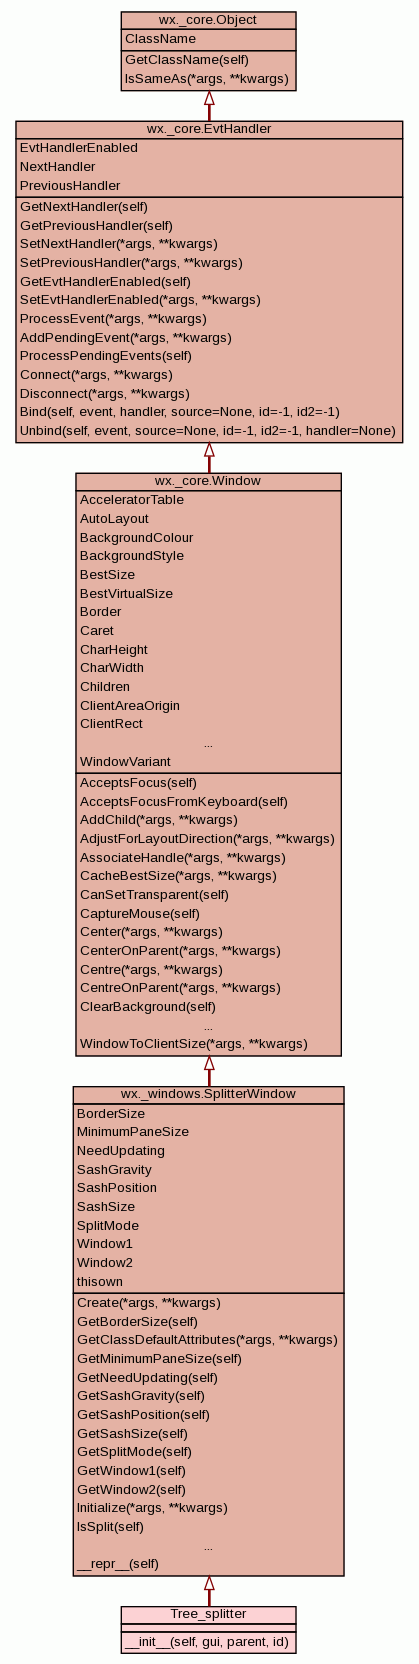 wx._core.Object
ClassName
GetClassName(self)
IsSameAs(*args, **kwargs)
wx._core.EvtHandler
EvtHandlerEnabled
NextHandler
PreviousHandler
GetNextHandler(self)
GetPreviousHandler(self)
SetNextHandler(*args, **kwargs)
SetPreviousHandler(*args, **kwargs)
GetEvtHandlerEnabled(self)
SetEvtHandlerEnabled(*args, **kwargs)
ProcessEvent(*args, **kwargs)
AddPendingEvent(*args, **kwargs)
ProcessPendingEvents(self)
Connect(*args, **kwargs)
Disconnect(*args, **kwargs)
Bind(self, event, handler, source=None, id=-1, id2=-1)
Unbind(self, event, source=None, id=-1, id2=-1, handler=None)
wx._core.Window
AcceleratorTable
AutoLayout
BackgroundColour
BackgroundStyle
BestSize
BestVirtualSize
Border
Caret
CharHeight
CharWidth
Children
ClientAreaOrigin
ClientRect
...
WindowVariant
AcceptsFocus(self)
AcceptsFocusFromKeyboard(self)
AddChild(*args, **kwargs)
AdjustForLayoutDirection(*args, **kwargs)
AssociateHandle(*args, **kwargs)
CacheBestSize(*args, **kwargs)
CanSetTransparent(self)
CaptureMouse(self)
Center(*args, **kwargs)
CenterOnParent(*args, **kwargs)
Centre(*args, **kwargs)
CentreOnParent(*args, **kwargs)
ClearBackground(self)
...
WindowToClientSize(*args, **kwargs)
wx._windows.SplitterWindow
BorderSize
MinimumPaneSize
NeedUpdating
SashGravity
SashPosition
SashSize
SplitMode
Window1
Window2
thisown
Create(*args, **kwargs)
GetBorderSize(self)
GetClassDefaultAttributes(*args, **kwargs)
GetMinimumPaneSize(self)
GetNeedUpdating(self)
GetSashGravity(self)
GetSashPosition(self)
GetSashSize(self)
GetSplitMode(self)
GetWindow1(self)
GetWindow2(self)
Initialize(*args, **kwargs)
IsSplit(self)
...
__repr__(self)
Tree_splitter
__init__(self, gui, parent, id)